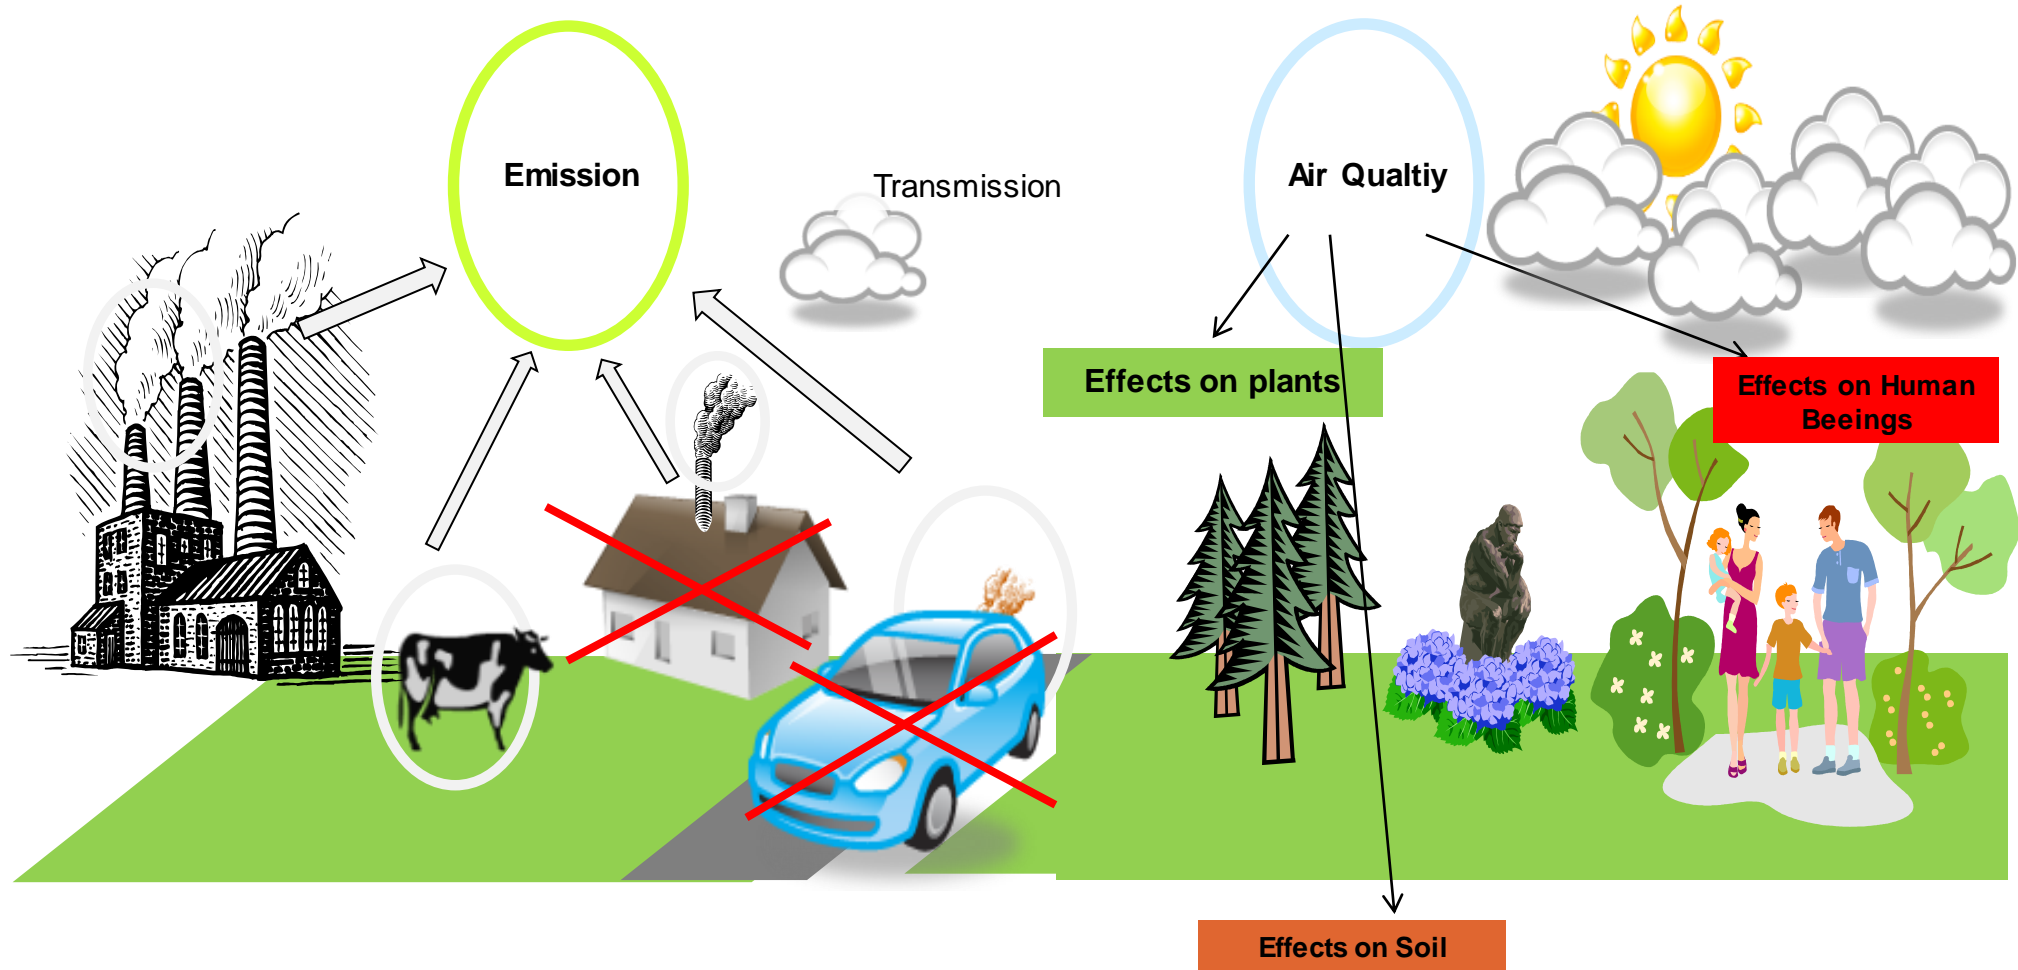 Emission
Transmission
Air Qualtiy
Effects on plants
Effects on Human
Beeings
Effects on Soil